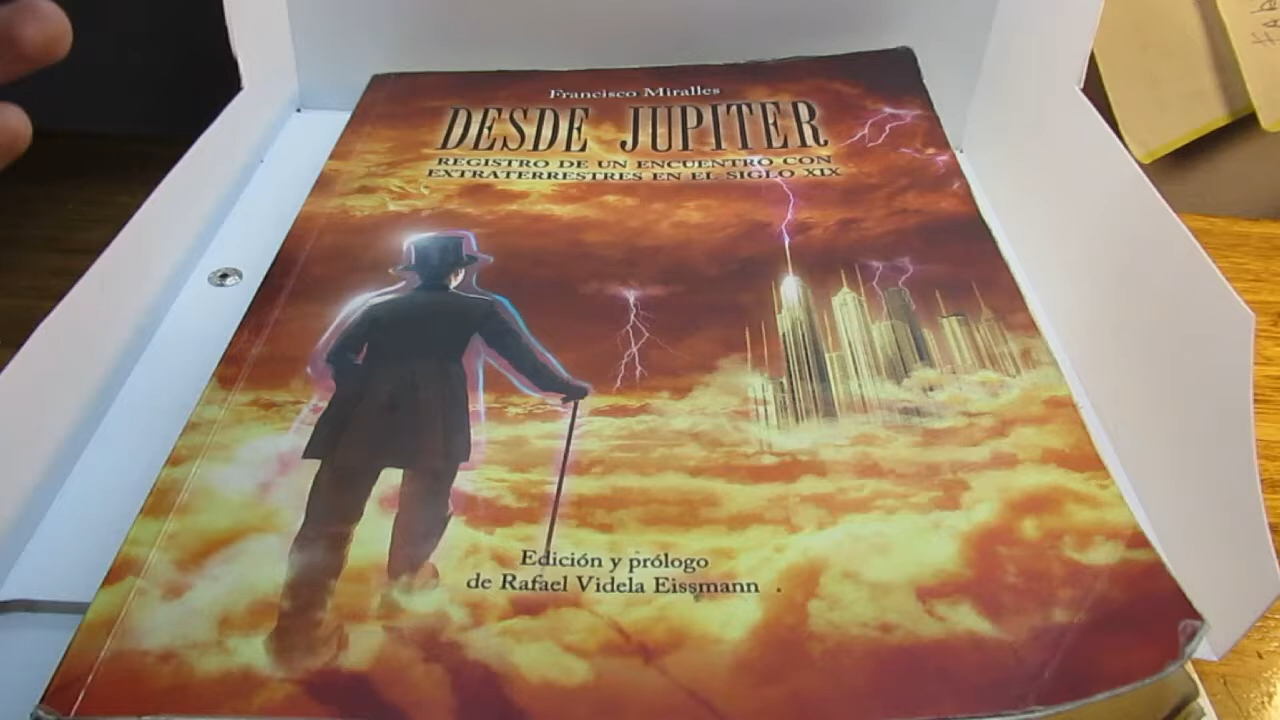 Francisco Miralles
DESDE JUPITER
REGISTRO DE UN ENCUENTRO CON
EXTRATERRESTRES EN EL SIGLO XIX
Edición y prólogo
de Rafael Videla Eissmann